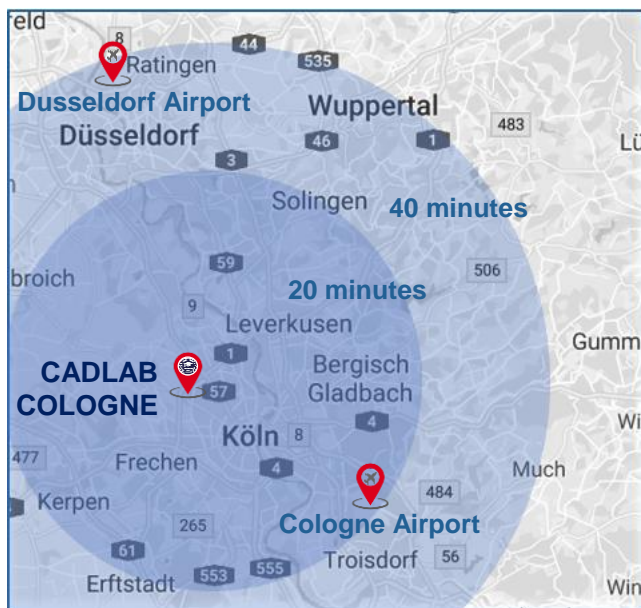 reld
8
44
Ratingen
535
Dusseldorf Airport
Wuppertal
483
Düsseldorf
46
1
Lü
3
Solingen
40 minutes
59
506
broich
20 minutes
9
Leverkusen
1
Gumm
CADLAB
COLOGNE
57
Bergisch
Gladbach
4
Köln
8
Wi
477
Frechen
4
Much
Kerpen
484
265
Cologne Airport
61
Troisdorf
56
Erftstadt
553
555
Win